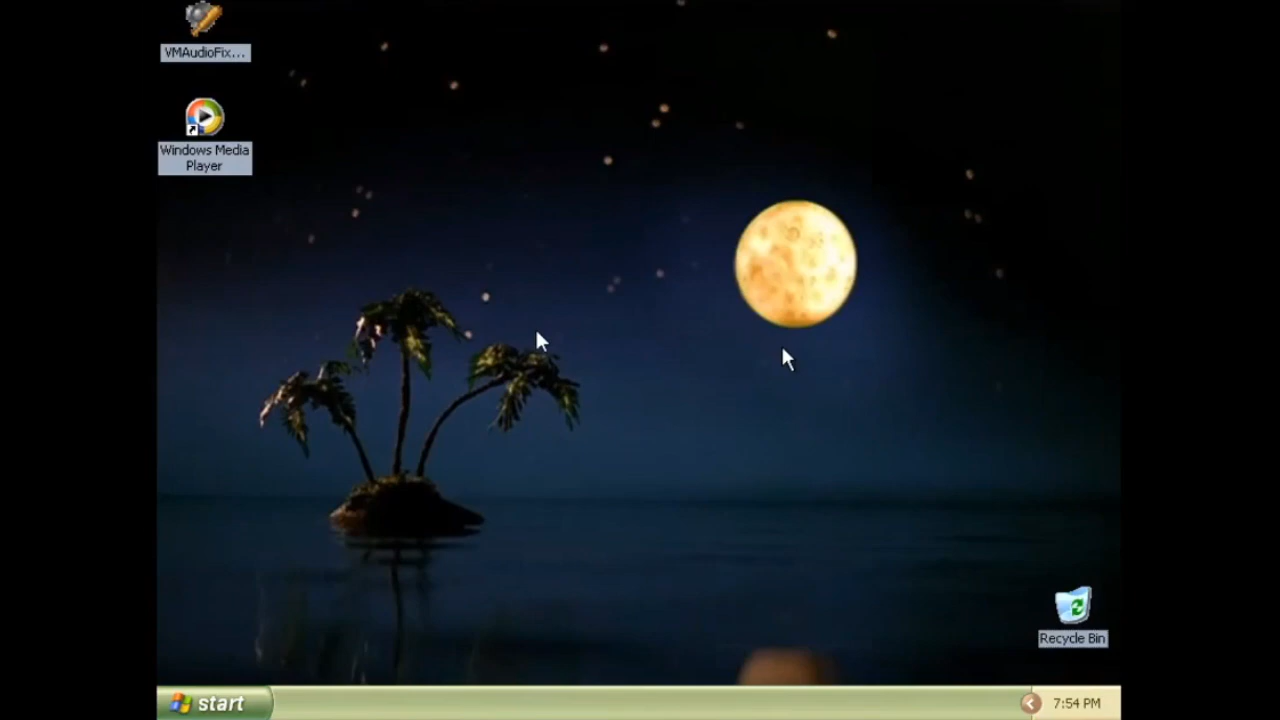 VMAudioFix...
Windows Media
Player
Recycle Bin
start
7:54 PM